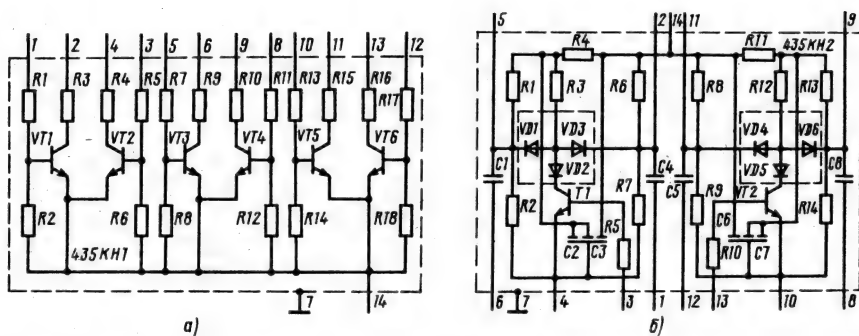 1 2 4 3 5 6 9 8 10 11 13 12
R1 R3 R4 R5 R7 R9 R10 R11 R13 R15 R16 R17
VT1 VT2 VT3 VT4 VT5 VT6
R2 R6 R8 R12 R14 R18
435КН1
7 14
а)
5 2 14 11 9
R4 R11 435КН2
R1 R3 R6 R8 R12 R13
VD1 VD3 VD4 VD6
C1 VD2 C4 C5 VD5 C8
R2 T1 R7 R9 VT2 R14
R5 C6
C2 C3 R10 C7
6 7 4 3 1 12 13 10 8
б)